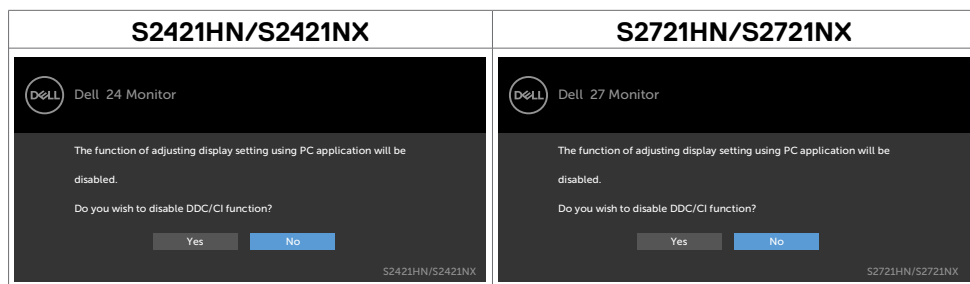 S2421HN/S2421NX
S2721HN/S2721NX
DELL
Dell 24 Monitor
The function of adjusting display setting using PC application will be
disabled.
Do you wish to disable DDC/CI function?
Yes
No
S2421HN/S2421NX
DELL
Dell 27 Monitor
The function of adjusting display setting using PC application will be
disabled.
Do you wish to disable DDC/CI function?
Yes
No
S2721HN/S2721NX